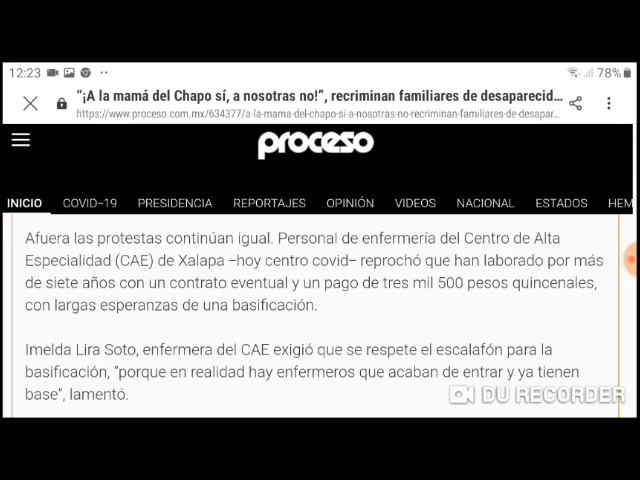 12:23
78%
“¡A la mamá del Chapo sí, a nosotras no!”, recriminan familiares de desaparecid...
https://www.proceso.com.mx/634377/a-la-mama-del-chapo-si-a-nosotras-no-recriminan-familiares-de-desapar...
proceso
INICIO COVID-19 PRESIDENCIA REPORTAJES OPINIÓN VIDEOS NACIONAL ESTADOS HEM
Afuera las protestas continúan igual. Personal de enfermería del Centro de Alta
Especialidad (CAE) de Xalapa –hoy centro covid– reprochó que han laborado por más
de siete años con un contrato eventual y un pago de tres mil 500 pesos quincenales,
con largas esperanzas de una basificación.
Imelda Lira Soto, enfermera del CAE exigió que se respete el escalafón para la
basificación, “porque en realidad hay enfermeros que acaban de entrar y ya tienen
base”, lamentó.
DU RECORDER